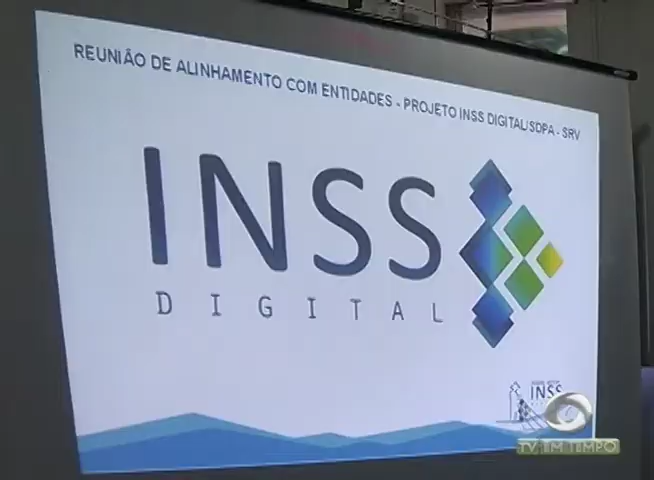 REUNIÃO DE ALINHAMENTO COM ENTIDADES - PROJETO INSS DIGITAL/SDPA - SRV
INSS
DIGITAL
INSS
TV EM TEMPO